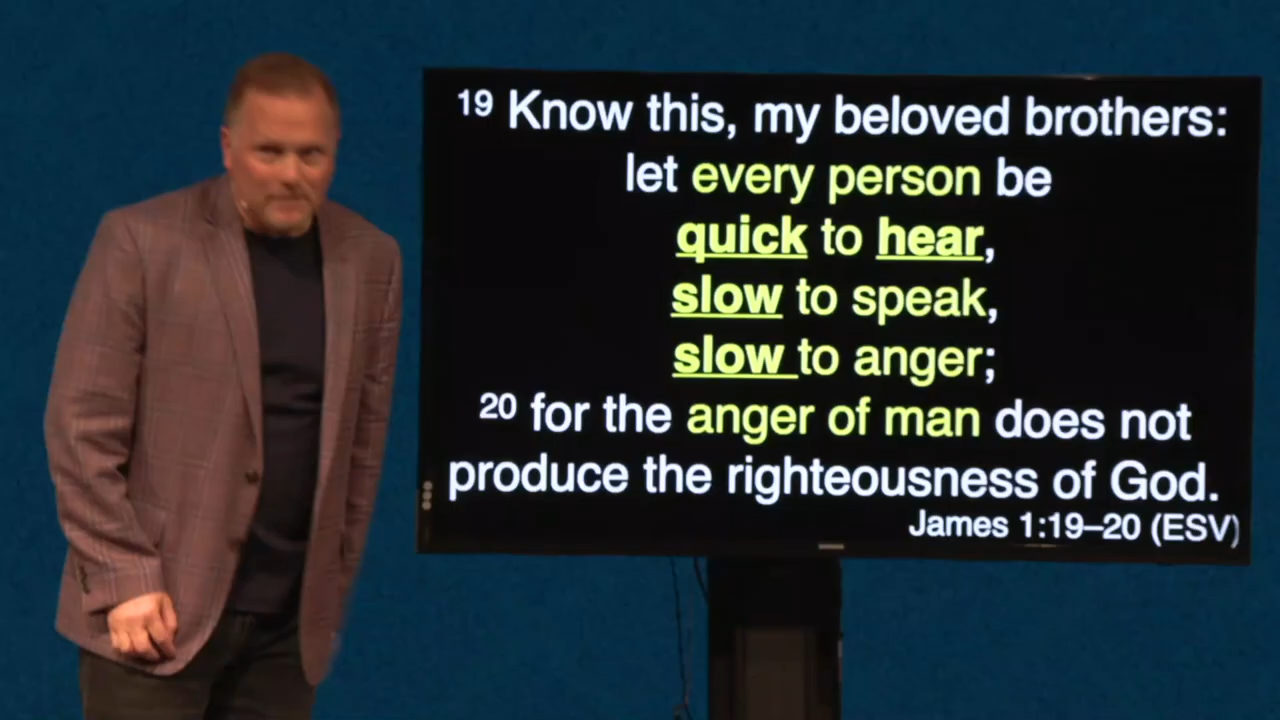 19 Know this, my beloved brothers:
let every person be
quick to hear,
slow to speak,
slow to anger;
20 for the anger of man does not
produce the righteousness of God.
James 1:19–20 (ESV)